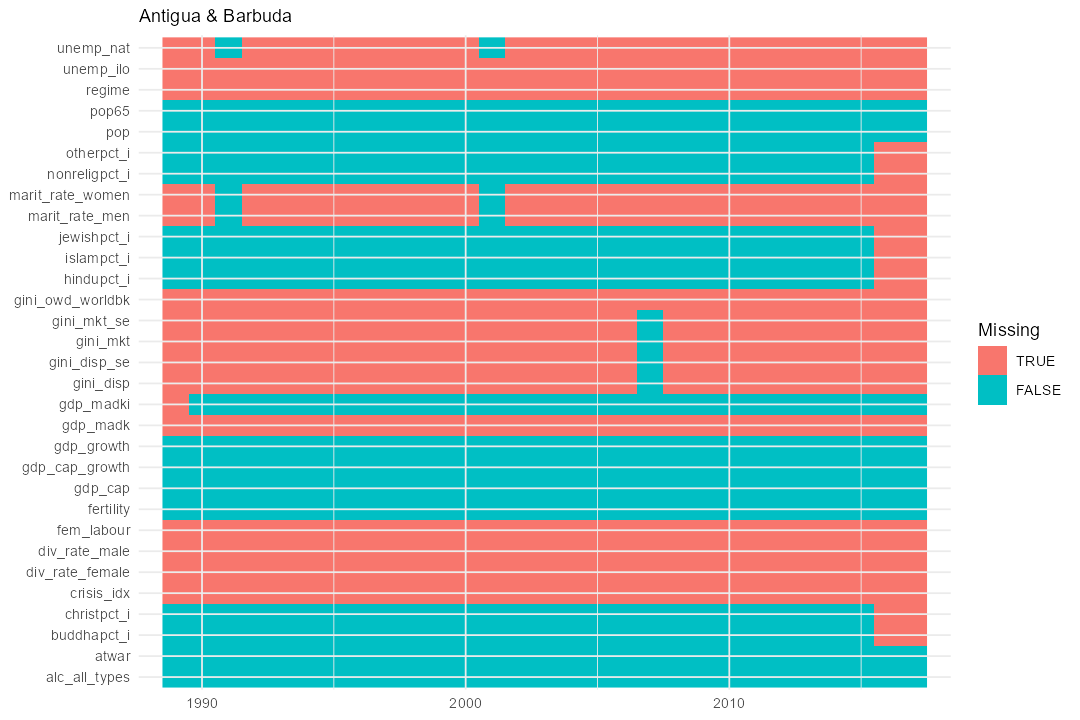 Antigua & Barbuda
unemp_nat
unemp_ilo
regime
pop65
pop
otherpct_i
nonreligpct_i
marit_rate_women
marit_rate_men
jewishpct_i
islampct_i
hindupct_i
gini_owd_worldbk
gini_mkt_se
gini_mkt
gini_disp_se
gini_disp
gdp_madki
gdp_madk
gdp_growth
gdp_cap_growth
gdp_cap
fertility
fem_labour
div_rate_male
div_rate_female
crisis_idx
christpct_i
buddhapct_i
atwar
alc_all_types
1990
2000
2010
Missing
TRUE
FALSE